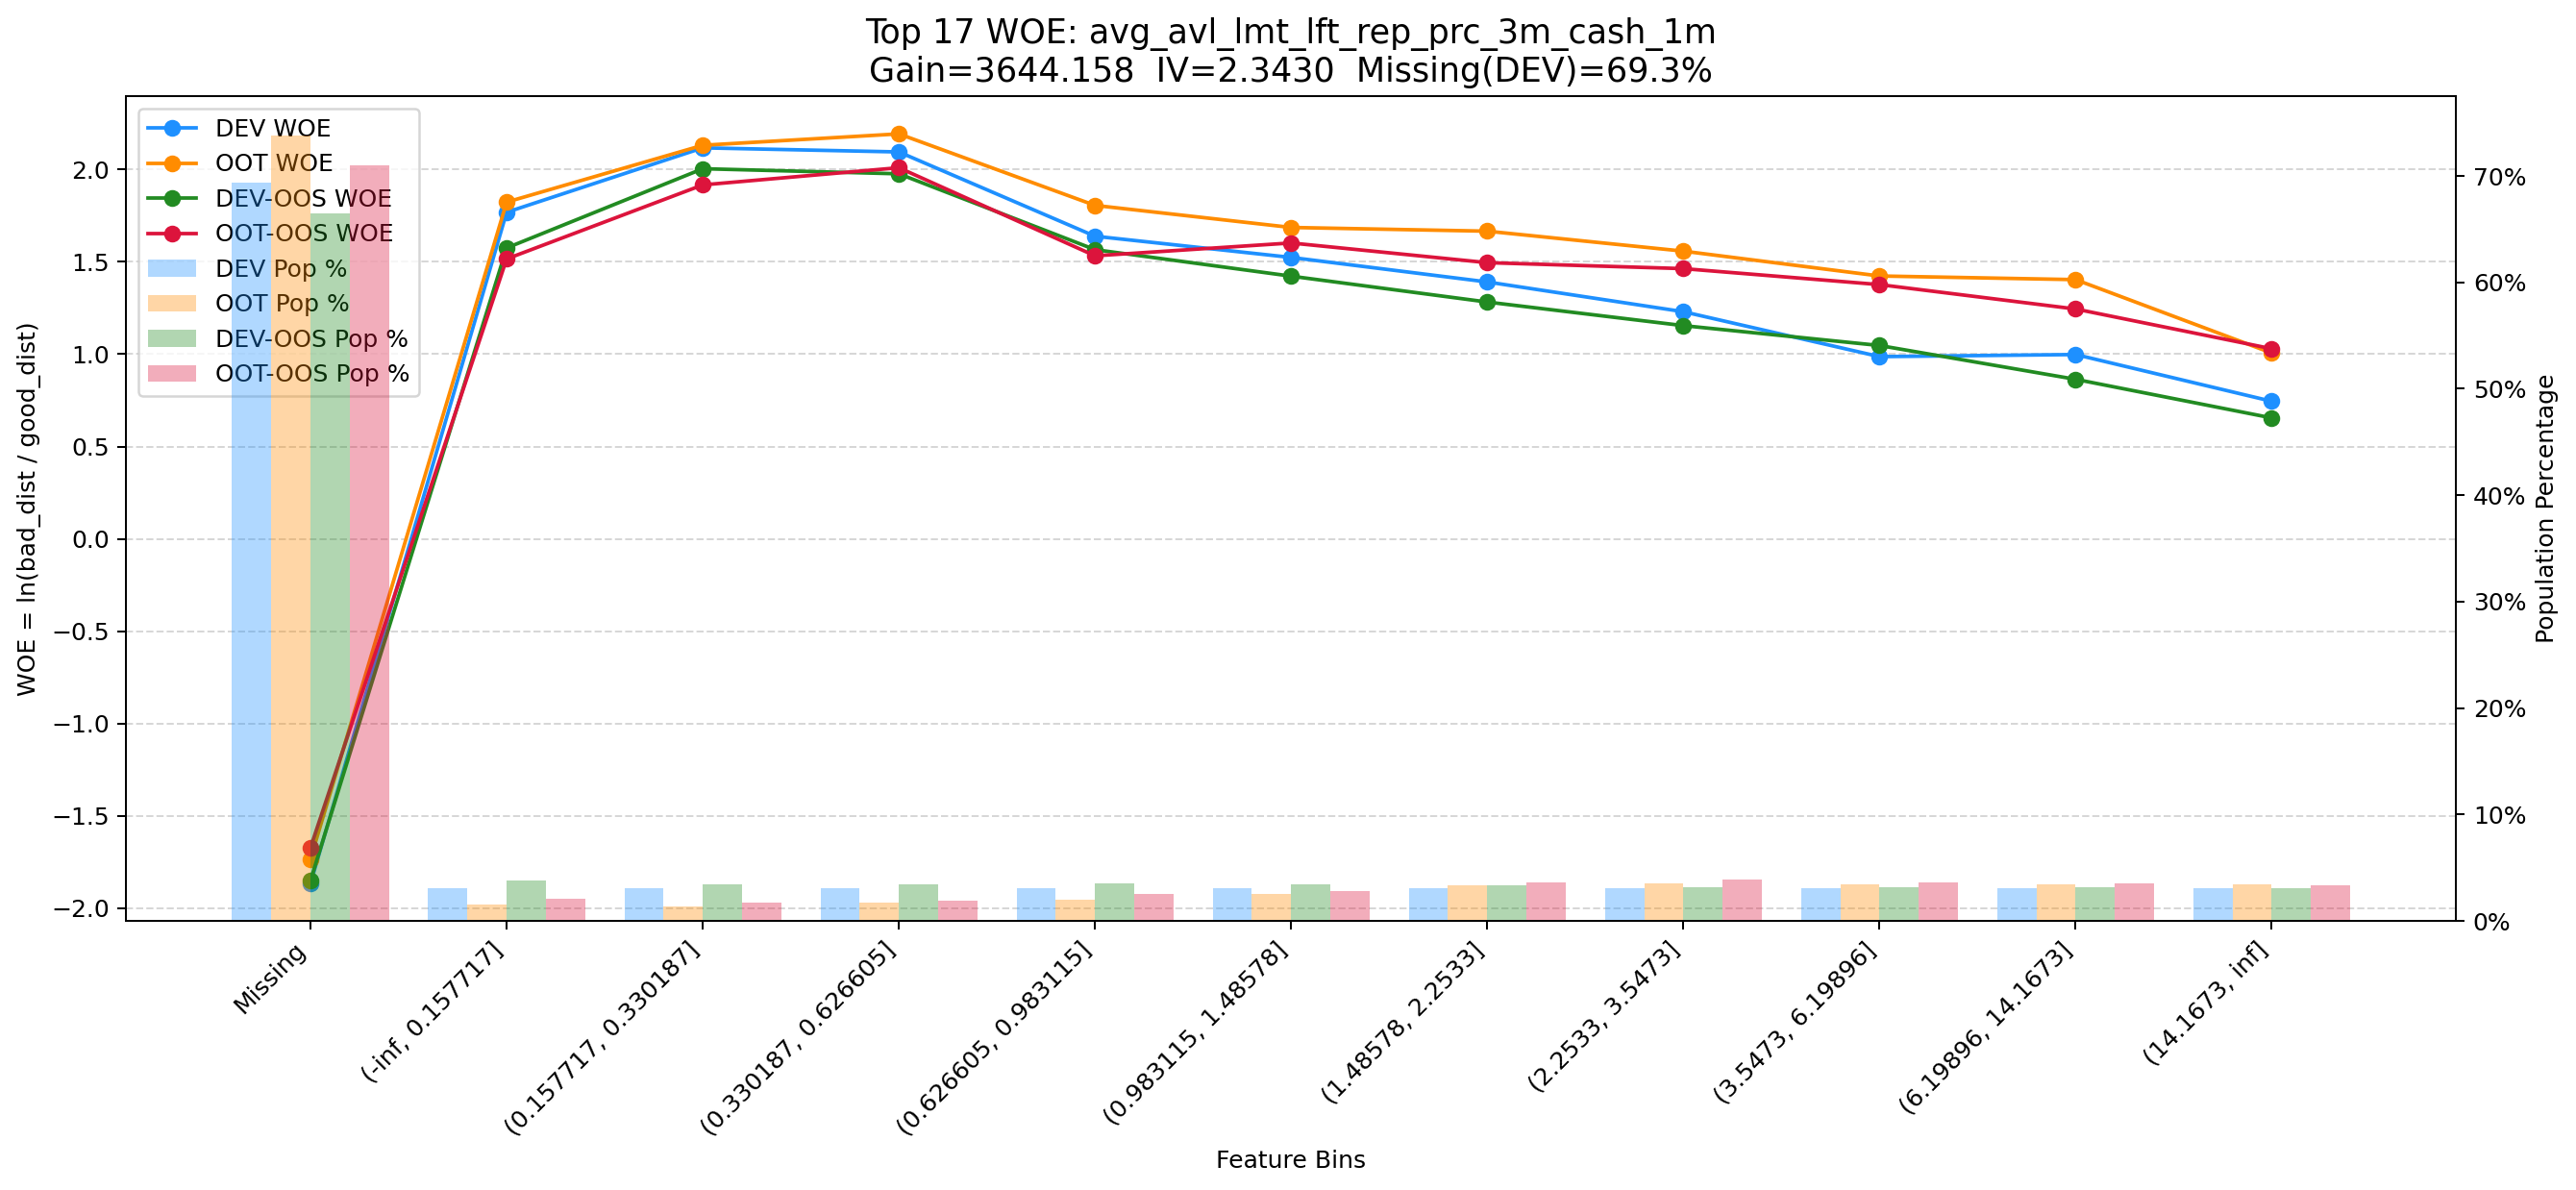 Top 17 WOE: avg_avl_lmt_lft_rep_prc_3m_cash_1m
Gain=3644.158  IV=2.3430  Missing(DEV)=69.3%
DEV WOE
OOT WOE
DEV-OOS WOE
OOT-OOS WOE
DEV Pop %
OOT Pop %
DEV-OOS Pop %
OOT-OOS Pop %
WOE = ln(bad_dist / good_dist)
2.0
1.5
1.0
0.5
0.0
−0.5
−1.0
−1.5
−2.0
70%
60%
50%
40%
30%
20%
10%
0%
Population Percentage
Missing
(-inf, 0.157717]
(0.157717, 0.330187]
(0.330187, 0.626605]
(0.626605, 0.983115]
(0.983115, 1.48578]
(1.48578, 2.2533]
(2.2533, 3.5473]
(3.5473, 6.19896]
(6.19896, 14.1673]
(14.1673, inf]
Feature Bins